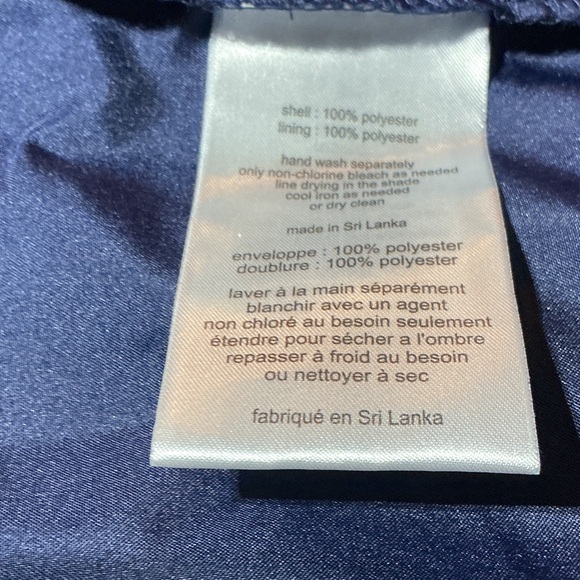 shell : 100% polyester
lining : 100% polyester
hand wash separately
only non-chlorine bleach as needed
line drying in the shade
cool iron as needed
or dry clean
made in Sri Lanka
enveloppe : 100% polyester
doublure : 100% polyester
laver à la main séparément
blanchir avec un agent
non chloré au besoin seulement
étendre pour sécher a l'ombre
repasser à froid au besoin
ou nettoyer à sec
fabriqué en Sri Lanka